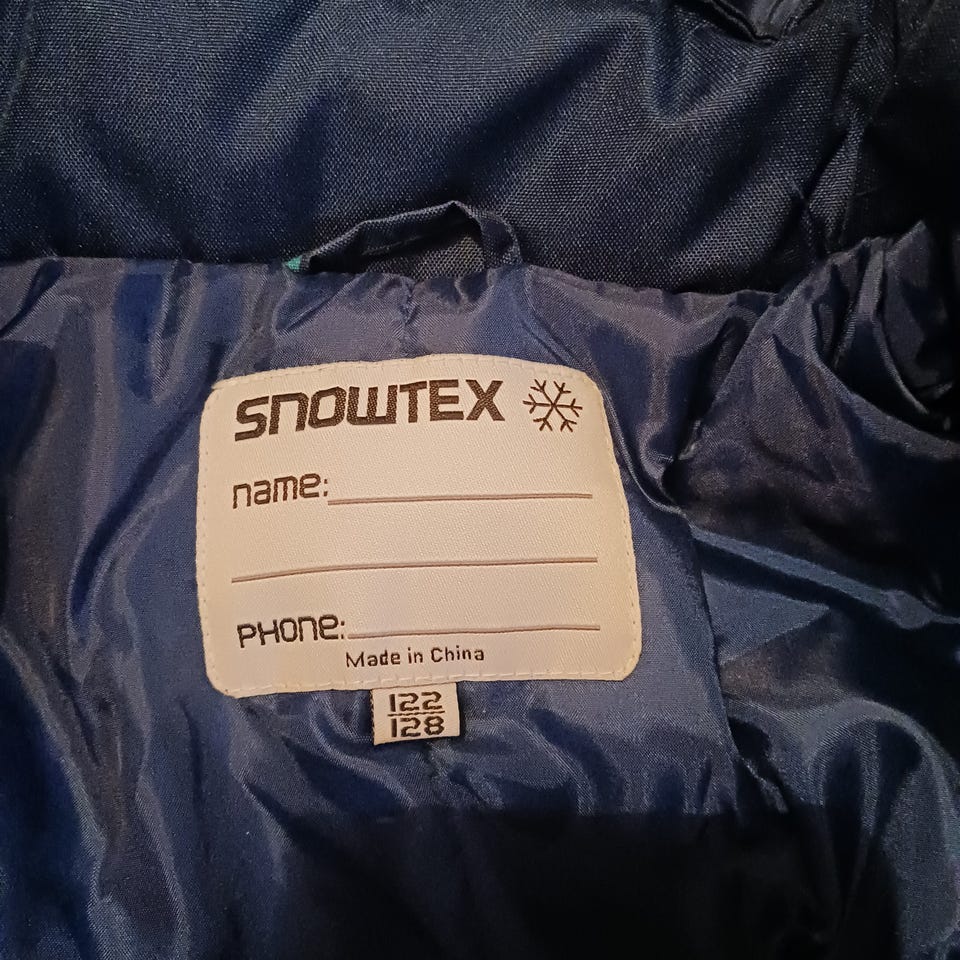 SNOWTEX
name:
PHONE:
Made in China
122
128